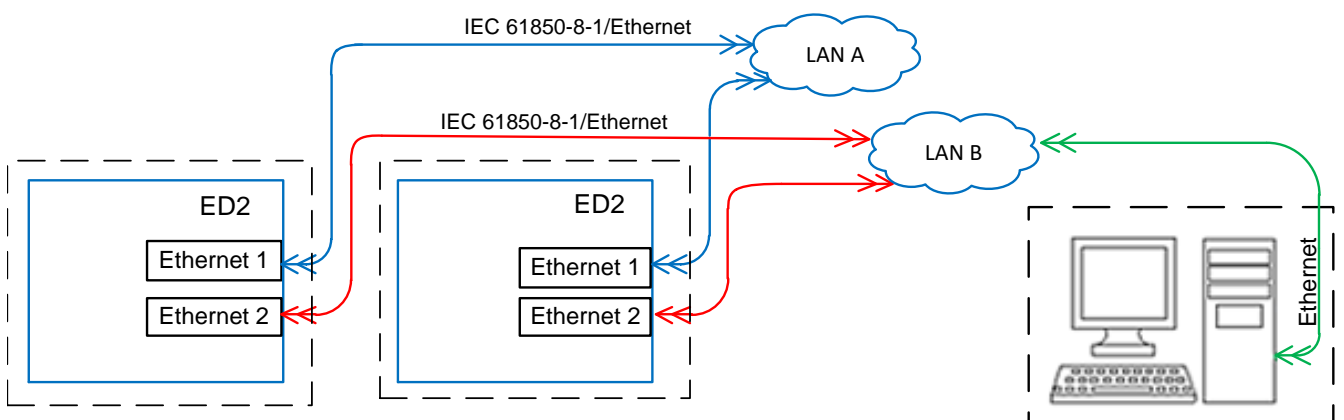 IEC 61850-8-1/Ethernet
LAN A
IEC 61850-8-1/Ethernet
LAN B
ED2
Ethernet 1
Ethernet 2
ED2
Ethernet 1
Ethernet 2
Ethernet